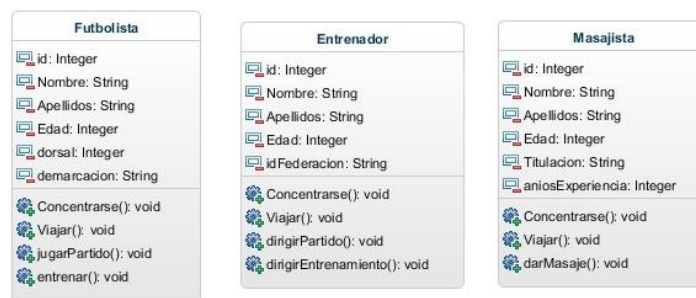 Futbolista
id: Integer
Nombre: String
Apellidos: String
Edad: Integer
dorsal: Integer
demarcacion: String
Concentrarse(): void
Viajar(): void
jugarPartido(): void
entrenar(): void
Entrenador
id: Integer
Nombre: String
Apellidos: String
Edad: Integer
idFederacion: String
Concentrarse(): void
Viajar(): void
dirigirPartido(): void
dirigirEntrenamiento(): void
Masajista
id: Integer
Nombre: String
Apellidos: String
Edad: Integer
Titulacion: String
aniosExperiencia: Integer
Concentrarse(): void
Viajar(): void
darMasaje(): void